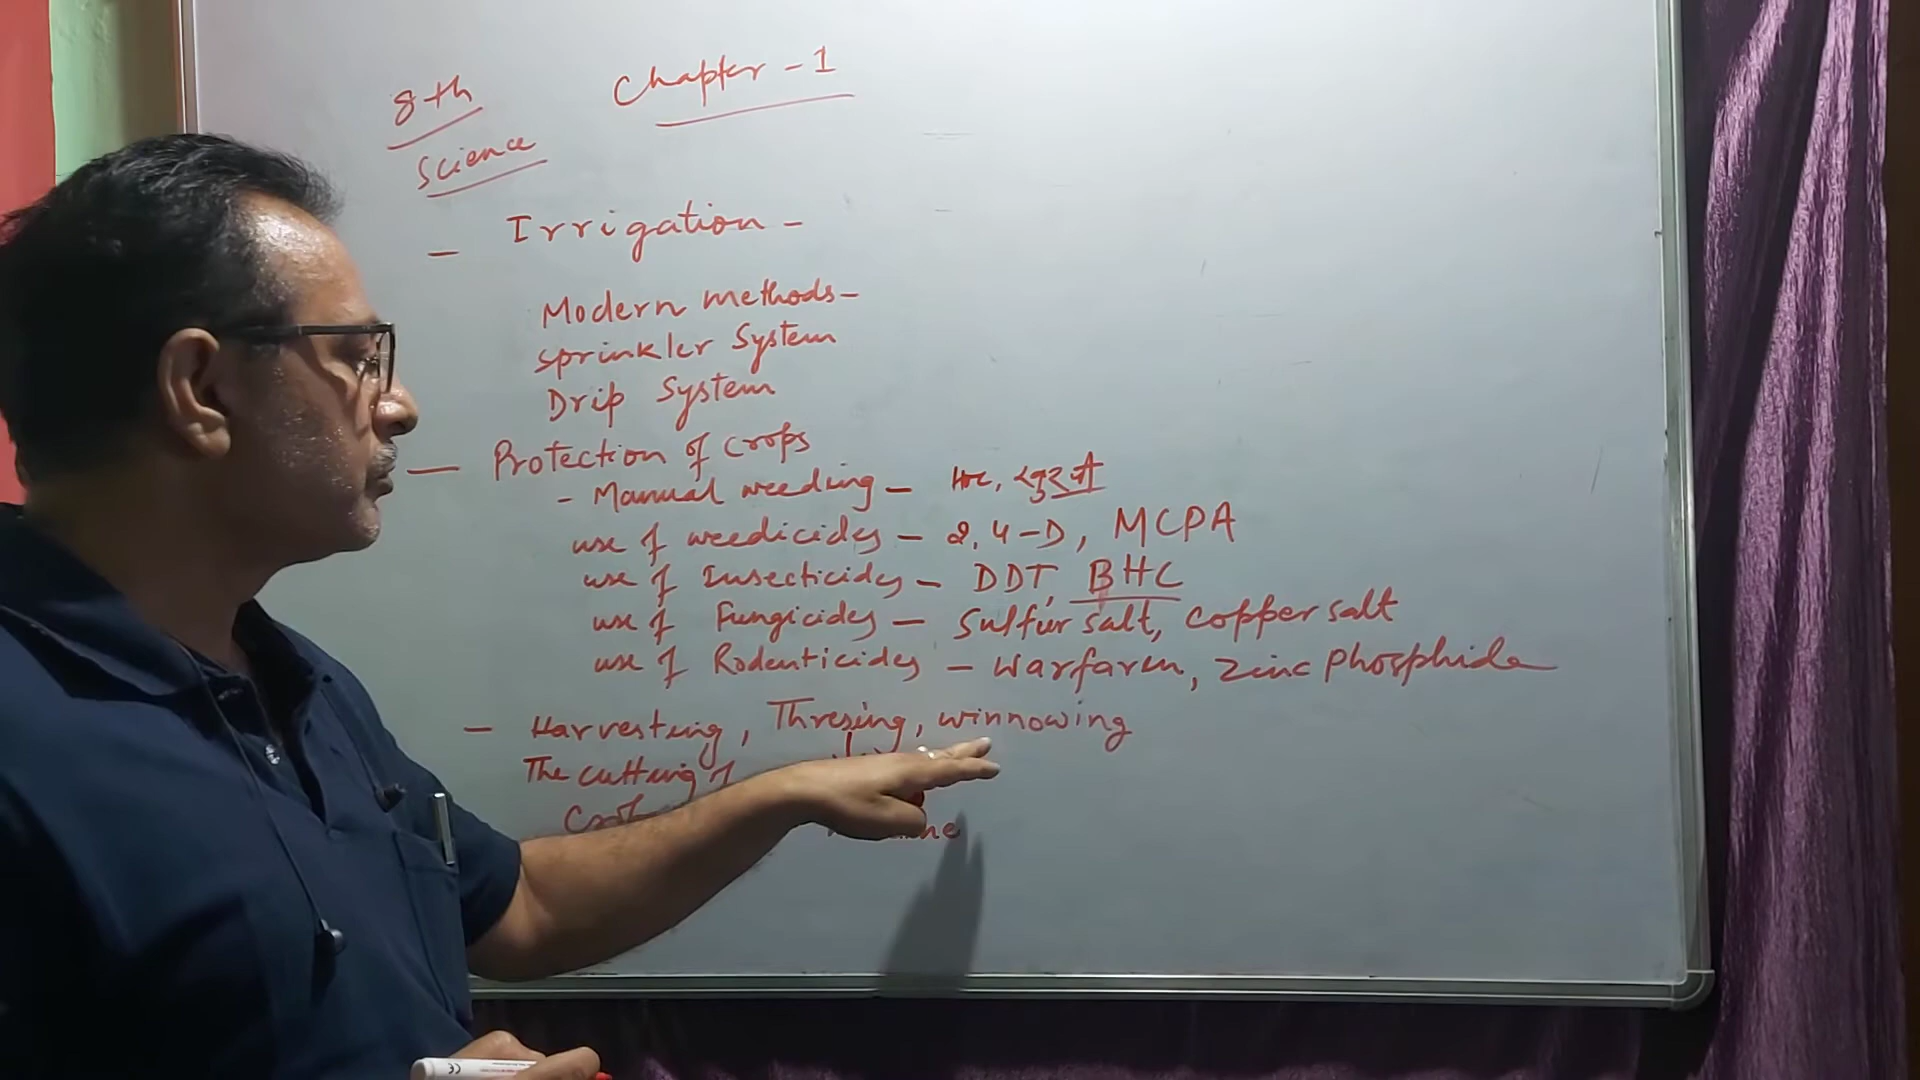 8th Chapter - 1
Science
- Irrigation -
Modern methods-
sprinkler System
Drip System
- Protection of crops
- Manual weeding - Hoe,
use of weedicides - 2, 4-D, MCPA
use of Insecticides - DDT, BHC
use of Fungicides - Sulfur salt, copper salt
use of Rodenticides - Warfarin, Zinc Phosphide
- Harvesting, Thresing, winnowing
The cutting of